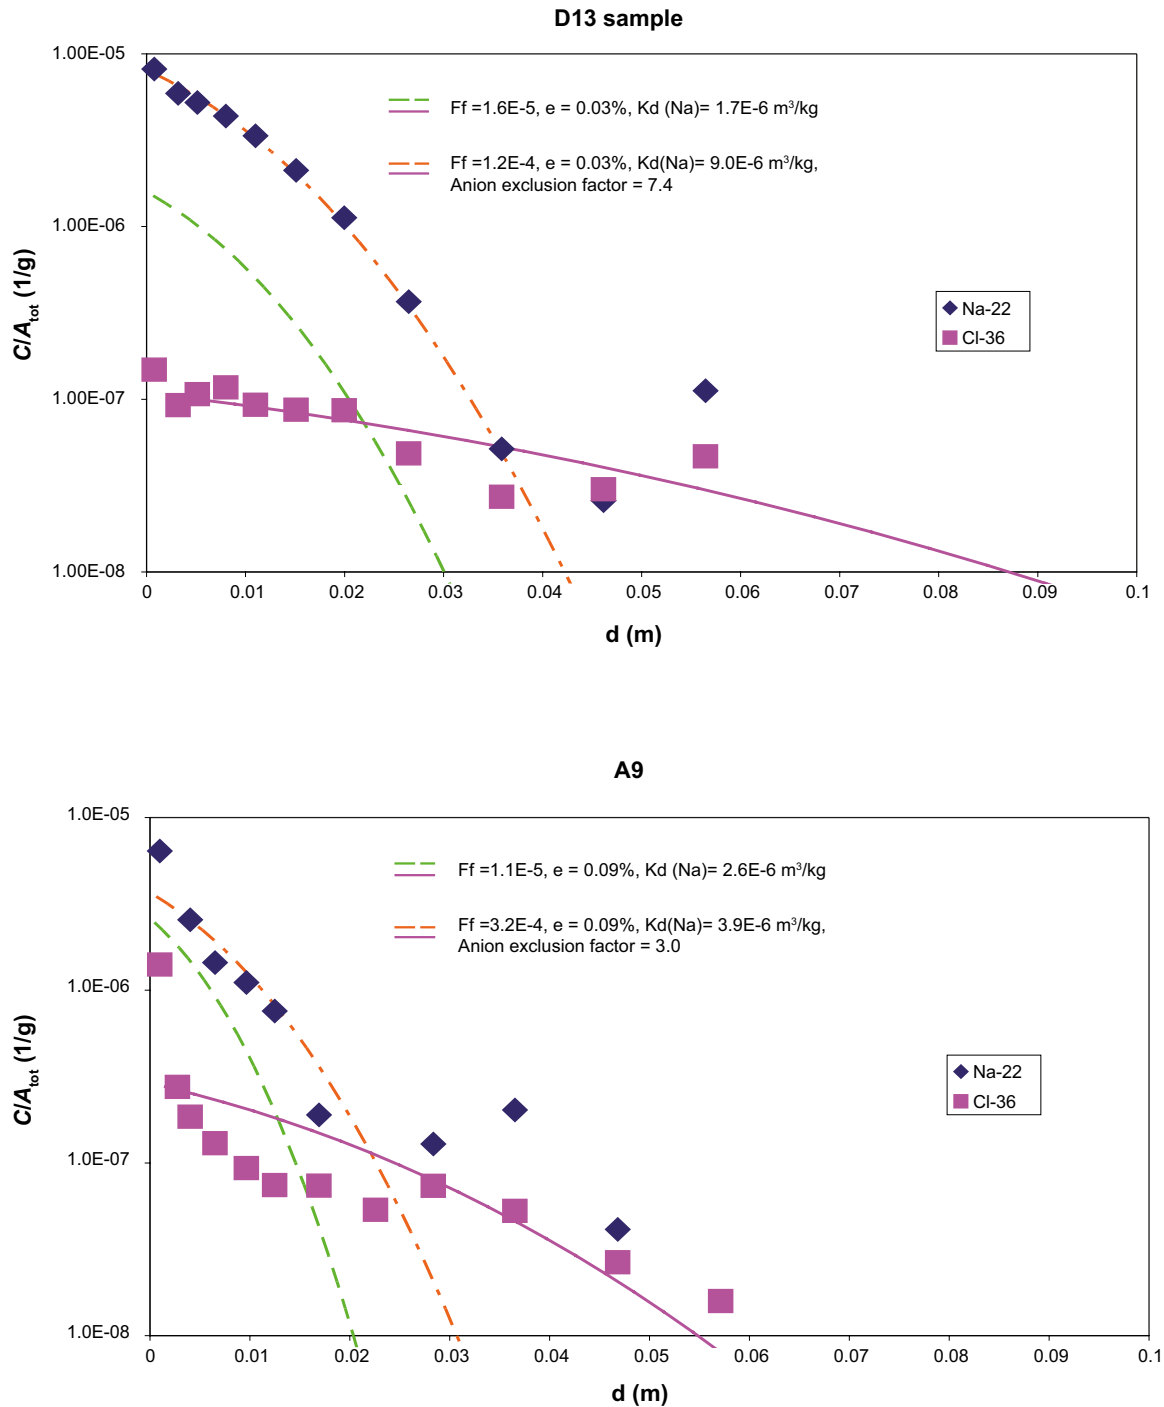 D13 sample
1.00E-05
1.00E-06
1.00E-07
1.00E-08
C/Atot (1/g)
Ff =1.6E-5, e = 0.03%, Kd (Na)= 1.7E-6 m³/kg
Ff =1.2E-4, e = 0.03%, Kd(Na)= 9.0E-6 m³/kg,
Anion exclusion factor = 7.4
Na-22
Cl-36
0 0.01 0.02 0.03 0.04 0.05 0.06 0.07 0.08 0.09 0.1
d (m)
A9
1.0E-05
1.0E-06
1.0E-07
1.0E-08
C/Atot (1/g)
Ff =1.1E-5, e = 0.09%, Kd (Na)= 2.6E-6 m³/kg
Ff =3.2E-4, e = 0.09%, Kd(Na)= 3.9E-6 m³/kg,
Anion exclusion factor = 3.0
Na-22
Cl-36
0 0.01 0.02 0.03 0.04 0.05 0.06 0.07 0.08 0.09 0.1
d (m)